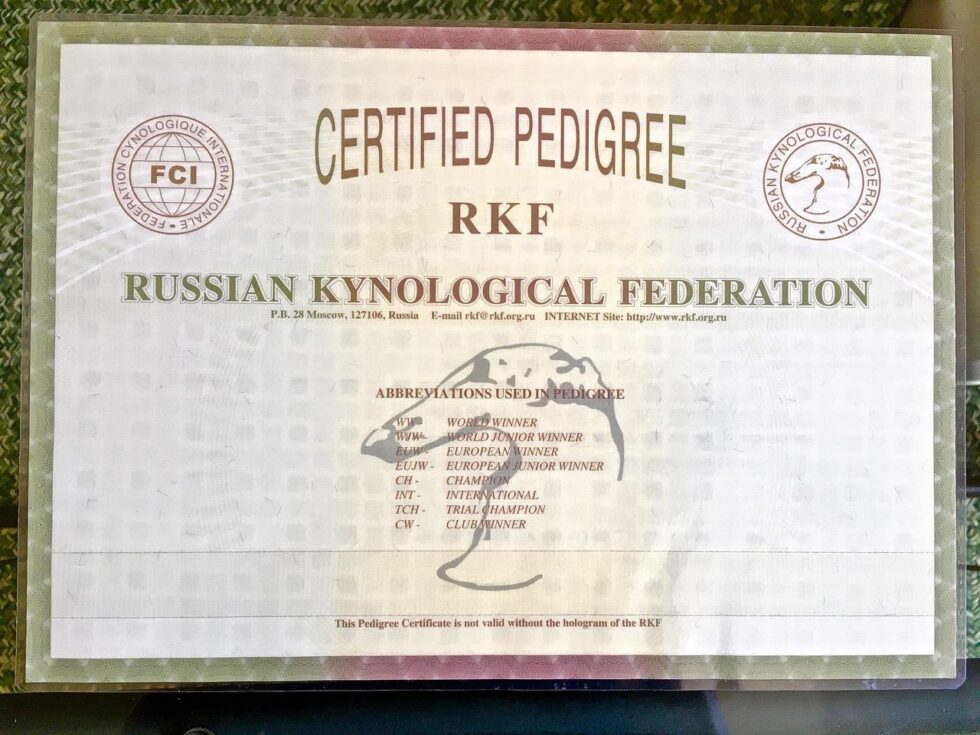 CERTIFIED PEDIGREE
FEDERATION CYNOLOGIQUE INTERNATIONALE
FCI
RUSSIAN KYNOLOGICAL FEDERATION
RKF
RUSSIAN KYNOLOGICAL FEDERATION
P.B. 28 Moscow, 127106, Russia E-mail rkf@rkf.org.ru INTERNET Site: http://www.rkf.org.ru
ABBREVIATIONS USED IN PEDIGREE
WW - WORLD WINNER
WJW- WORLD JUNIOR WINNER
EUW - EUROPEAN WINNER
EUJW - EUROPEAN JUNIOR WINNER
CH - CHAMPION
INT - INTERNATIONAL
TCH - TRIAL CHAMPION
CW - CLUB WINNER
This Pedigree Certificate is not valid without the hologram of the RKF